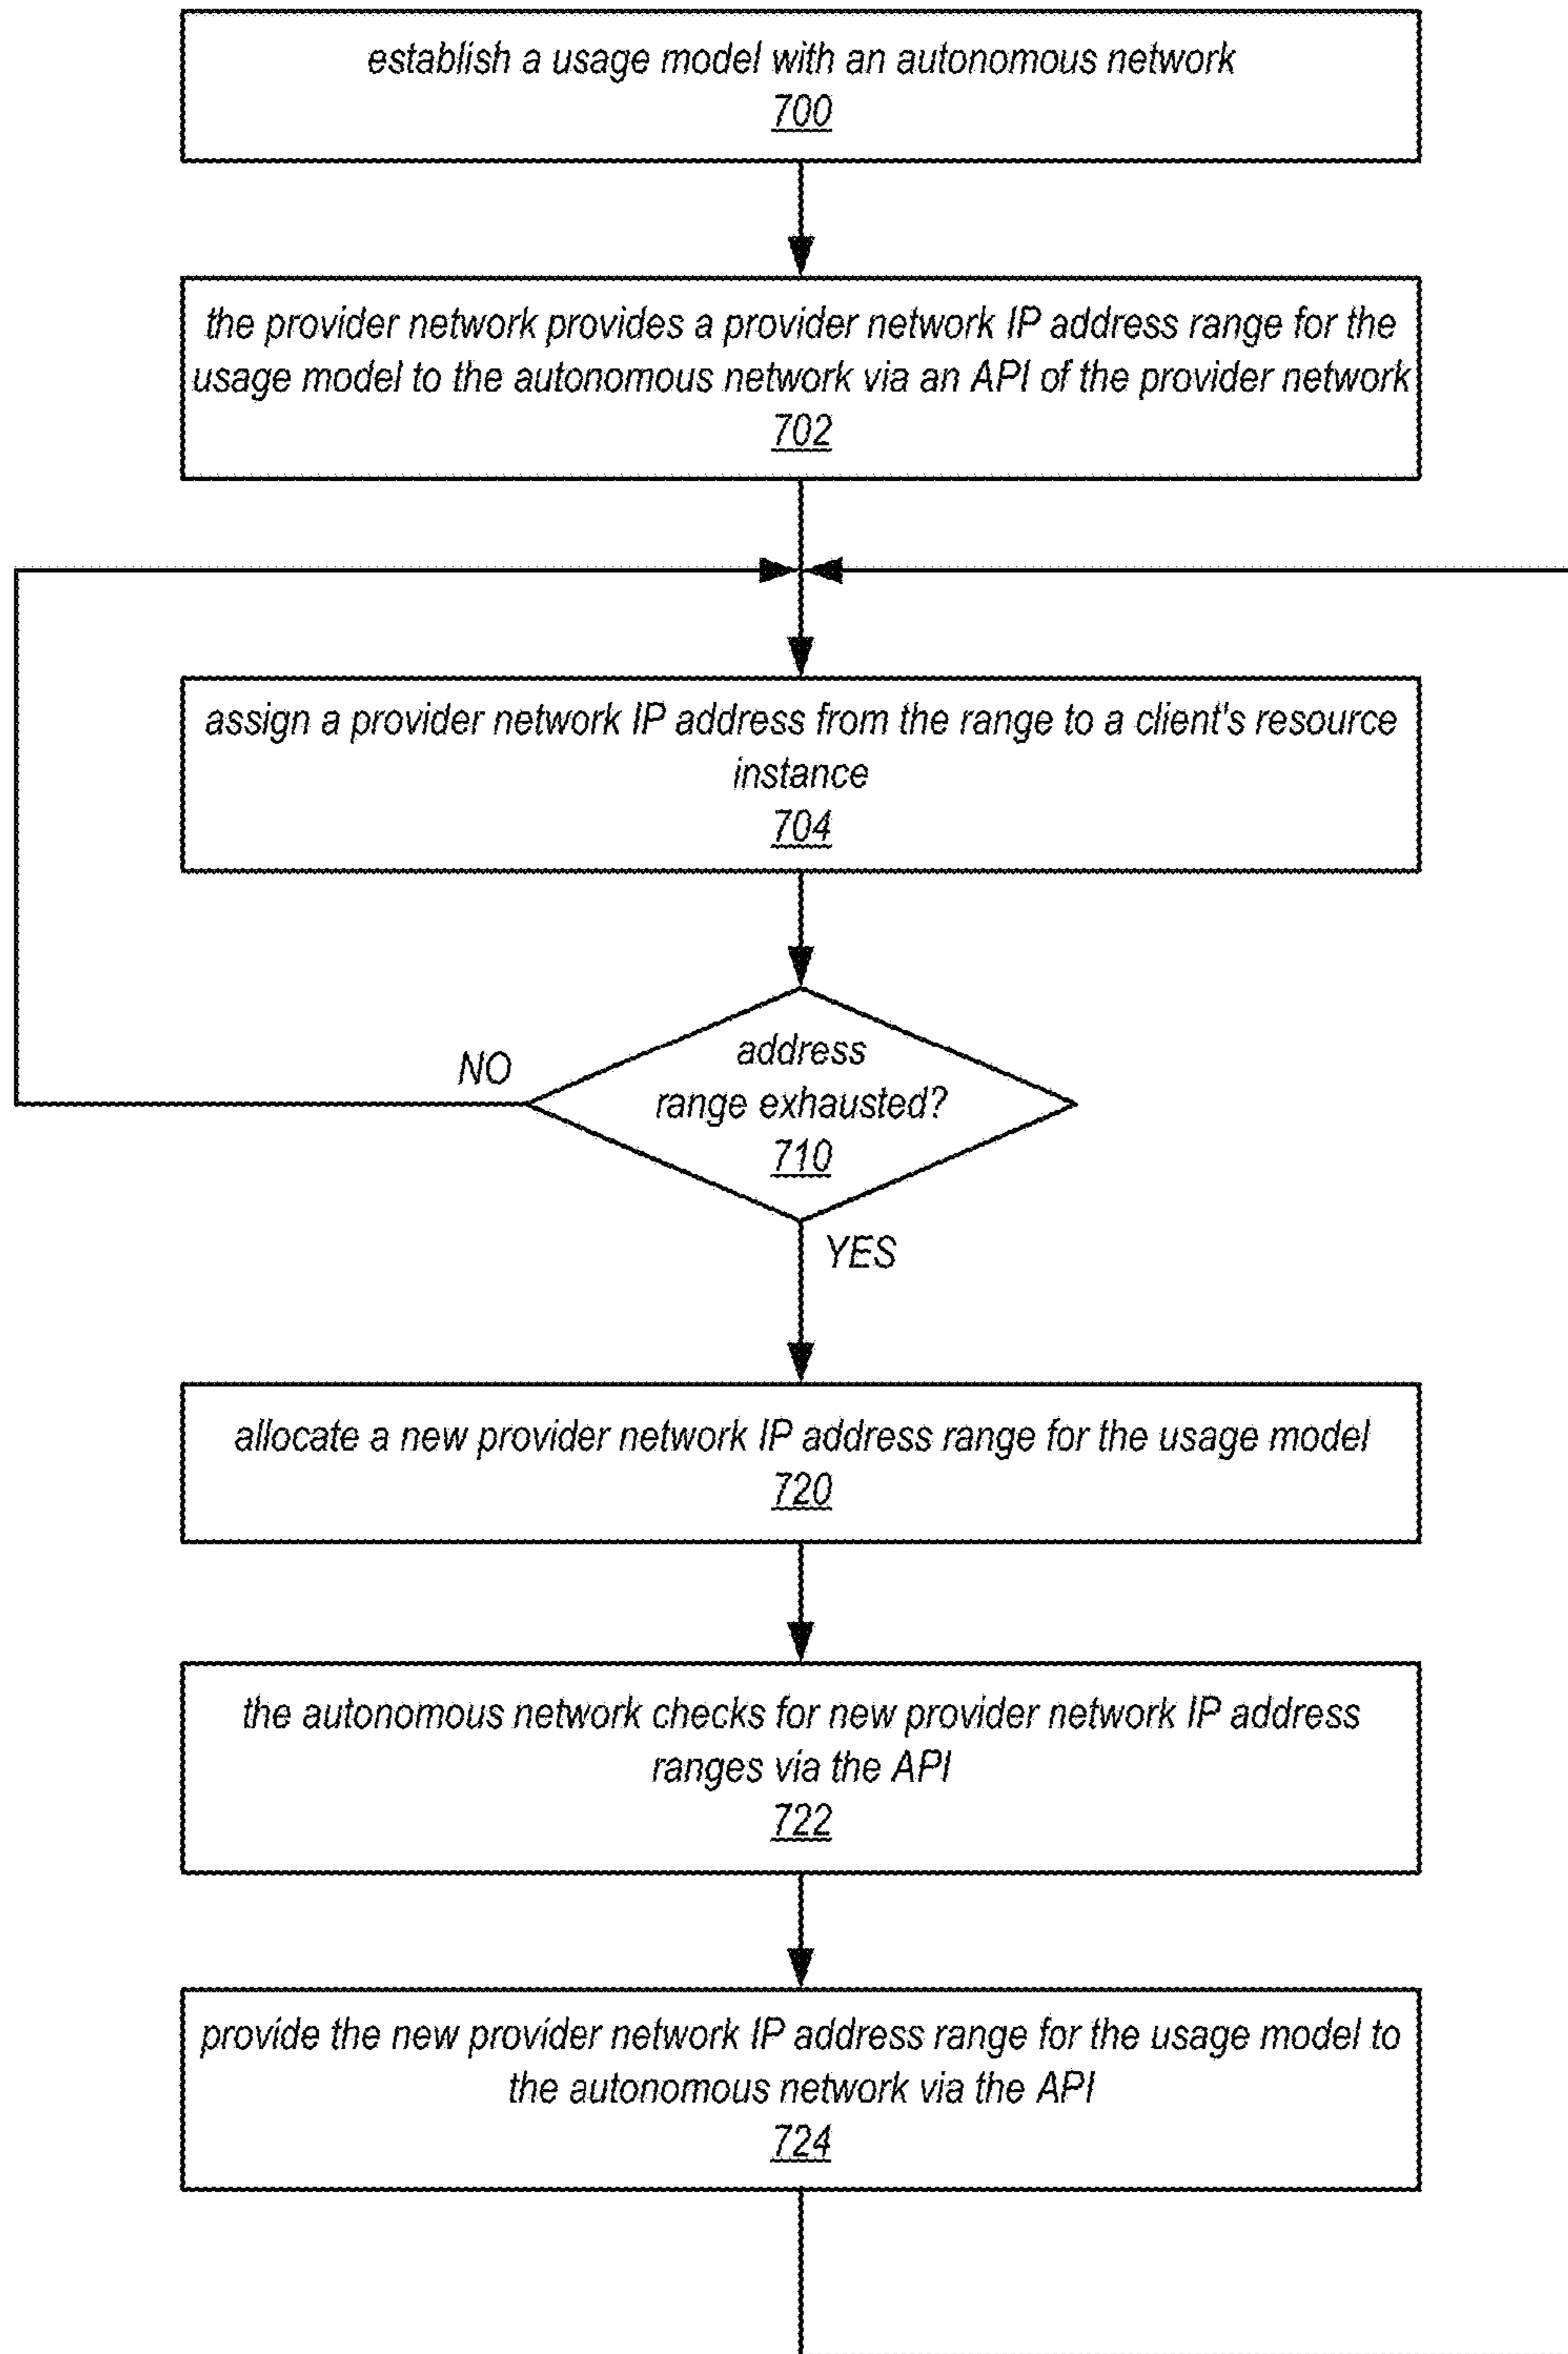 establish a usage model with an autonomous network
700
the provider network provides a provider network IP address range for the
usage model to the autonomous network via an API of the provider network
702
assign a provider network IP address from the range to a client's resource
instance
704
address
range exhausted?
710
NO
YES
allocate a new provider network IP address range for the usage model
720
the autonomous network checks for new provider network IP address
ranges via the API
722
provide the new provider network IP address range for the usage model to
the autonomous network via the API
724